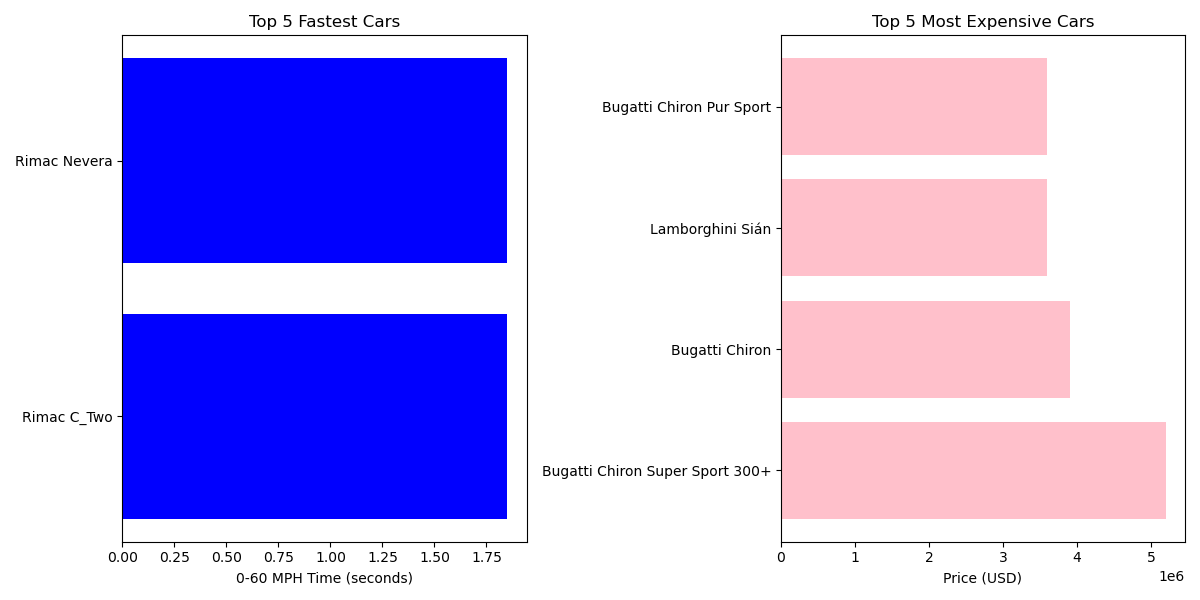 Top 5 Fastest Cars
Rimac Nevera
Rimac C_Two
0.00 0.25 0.50 0.75 1.00 1.25 1.50 1.75
0-60 MPH Time (seconds)
Top 5 Most Expensive Cars
Bugatti Chiron Pur Sport
Lamborghini Sián
Bugatti Chiron
Bugatti Chiron Super Sport 300+
0 1 2 3 4 5
1e6
Price (USD)